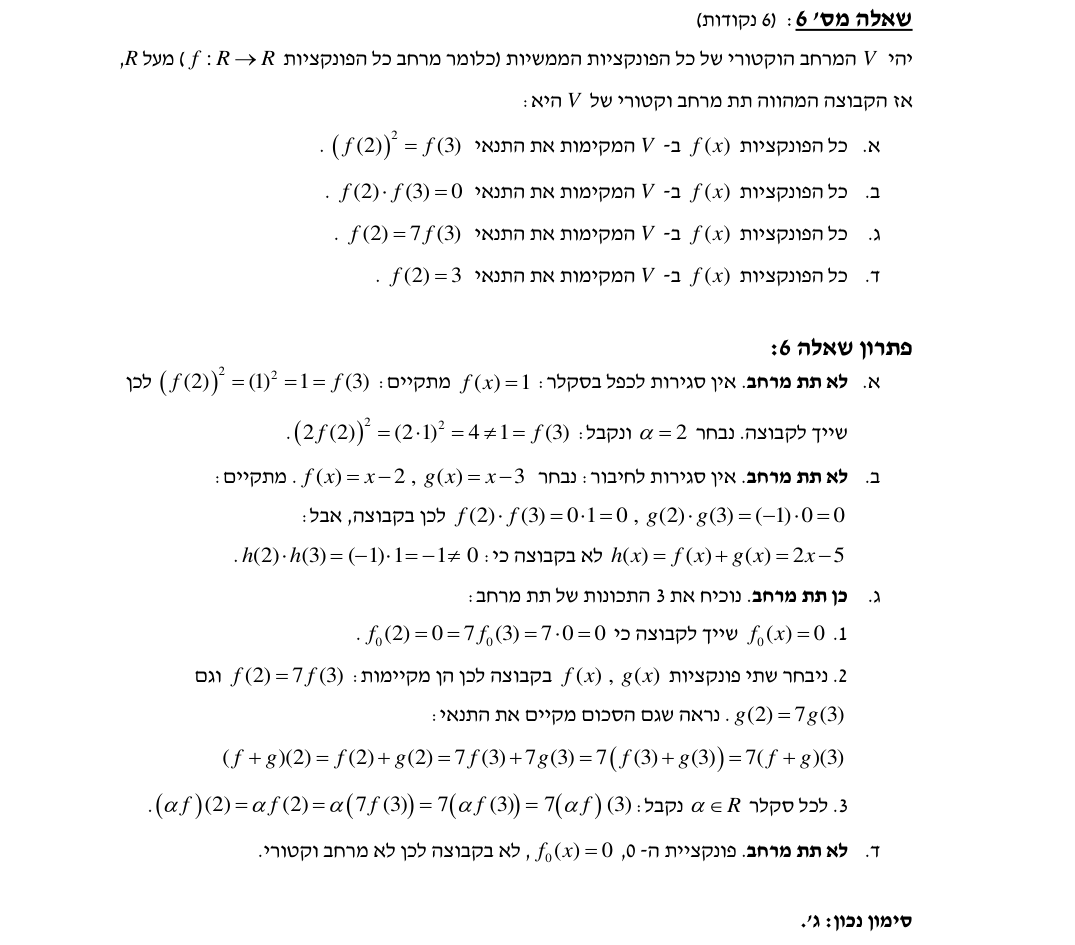 שאלה מס' 6 : (6 נקודות)
יהי V המרחב הוקטורי של כל הפונקציות הממשיות (כלומר מרחב כל הפונקציות f : R → R ) מעל R,
אז הקבוצה המהווה תת מרחב וקטורי של V היא :
א. כל הפונקציות f(x) ב- V המקימות את התנאי (f(2))² = f(3) .
ב. כל הפונקציות f(x) ב- V המקימות את התנאי f(2)·f(3) = 0 .
ג. כל הפונקציות f(x) ב- V המקימות את התנאי f(2) = 7f(3) .
ד. כל הפונקציות f(x) ב- V המקימות את התנאי f(2) = 3 .
פתרון שאלה 6:
א. לא תת מרחב. אין סגירות לכפל בסקלר : f(x) = 1 מתקיים : (f(2))² = (1)² = 1 = f(3) לכן
שייך לקבוצה. נבחר α = 2 ונקבל : (2f(2))² = (2·1)² = 4 ≠ 1 = f(3) .
ב. לא תת מרחב. אין סגירות לחיבור : נבחר f(x) = x−2 , g(x) = x−3 . מתקיים :
f(2)·f(3) = 0·1 = 0 , g(2)·g(3) = (−1)·0 = 0 לכן בקבוצה, אבל :
h(x) = f(x) + g(x) = 2x−5 לא בקבוצה כי : h(2)·h(3) = (−1)·1 = −1 ≠ 0 .
ג. כן תת מרחב. נוכיח את 3 התכונות של תת מרחב :
1. f₀(x) = 0 שייך לקבוצה כי f₀(2) = 0 = 7f₀(3) = 7·0 = 0 .
2. ניבחר שתי פונקציות f(x) , g(x) בקבוצה לכן הן מקיימות : f(2) = 7f(3) וגם
g(2) = 7g(3) . נראה שגם הסכום מקיים את התנאי :
(f + g)(2) = f(2) + g(2) = 7f(3) + 7g(3) = 7(f(3) + g(3)) = 7(f + g)(3)
3. לכל סקלר α ∈ R נקבל : (αf)(2) = αf(2) = α(7f(3)) = 7(αf(3)) = 7(αf)(3) .
ד. לא תת מרחב. פונקציית ה- 0, f₀(x) = 0 , לא בקבוצה לכן לא מרחב וקטורי.
סימון נכון: ג'.